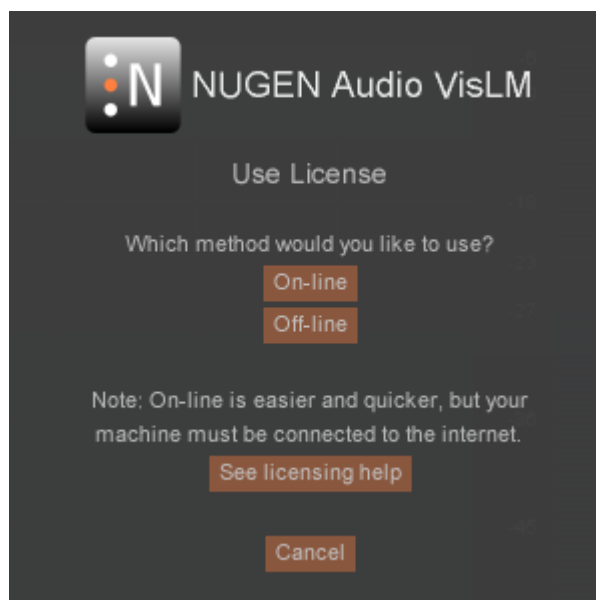 N NUGEN Audio VisLM
Use License
Which method would you like to use?
On-line
Off-line
Note: On-line is easier and quicker, but your
machine must be connected to the internet.
See licensing help
-45
Cancel